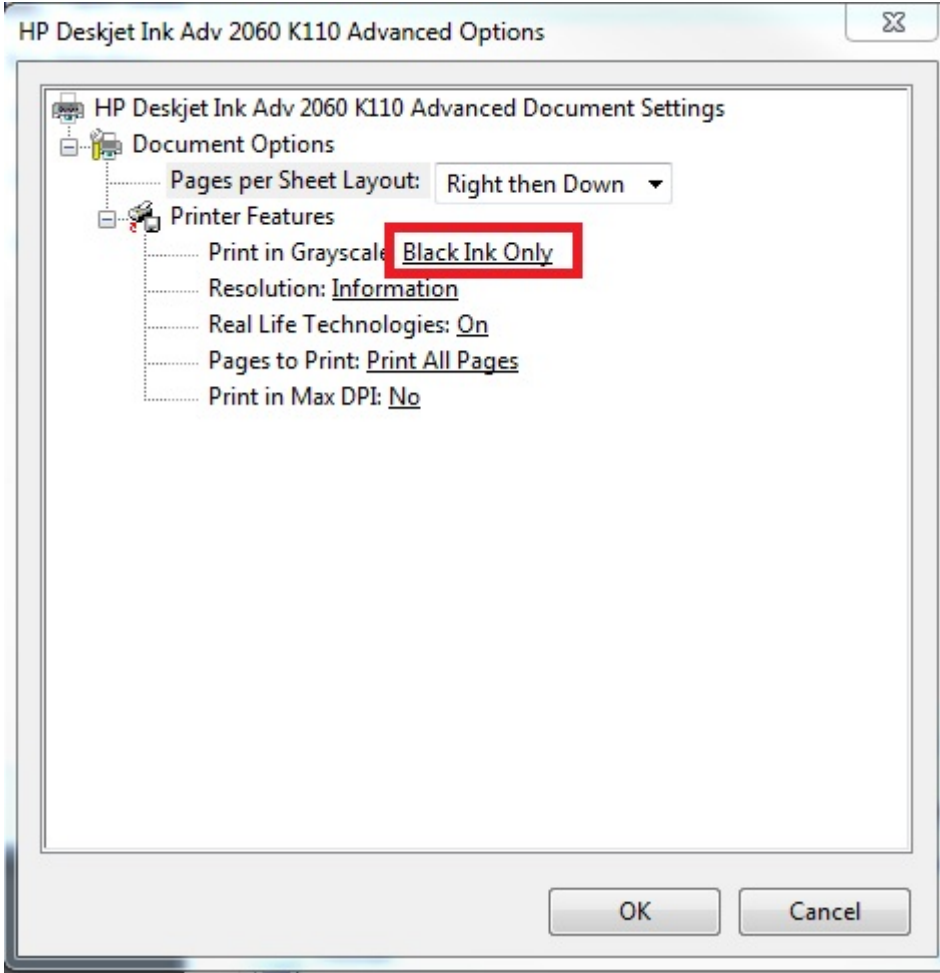 HP Deskjet Ink Adv 2060 K110 Advanced Options
HP Deskjet Ink Adv 2060 K110 Advanced Document Settings
Document Options
Pages per Sheet Layout: Right then Down
Printer Features
Print in Grayscale Black Ink Only
Resolution: Information
Real Life Technologies: On
Pages to Print: Print All Pages
Print in Max DPI: No
OK Cancel